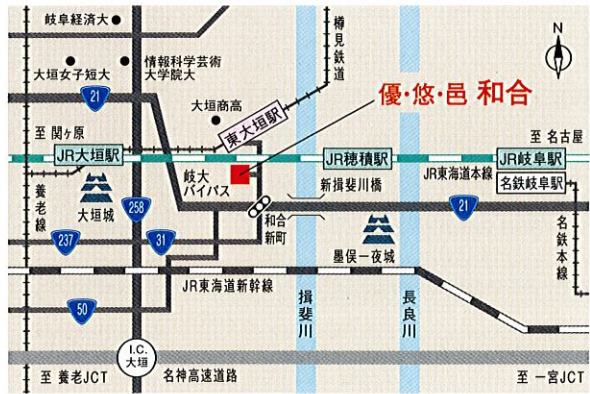 岐阜経済大
大垣女子短大
情報科学芸術
大学院大
樽見鉄道
N
21
大垣商高
優・悠・邑 和合
東大垣駅
至 関ヶ原
至 名古屋
JR大垣駅
JR穂積駅
JR岐阜駅
岐大
バイパス
JR東海道本線
名鉄岐阜駅
養老線
大垣城
新揖斐川橋
258
21
和合
新町
237
31
墨俣一夜城
名鉄本線
JR東海道新幹線
揖斐川
長良川
50
I.C.
大垣
至 養老JCT
名神高速道路
至 一宮JCT